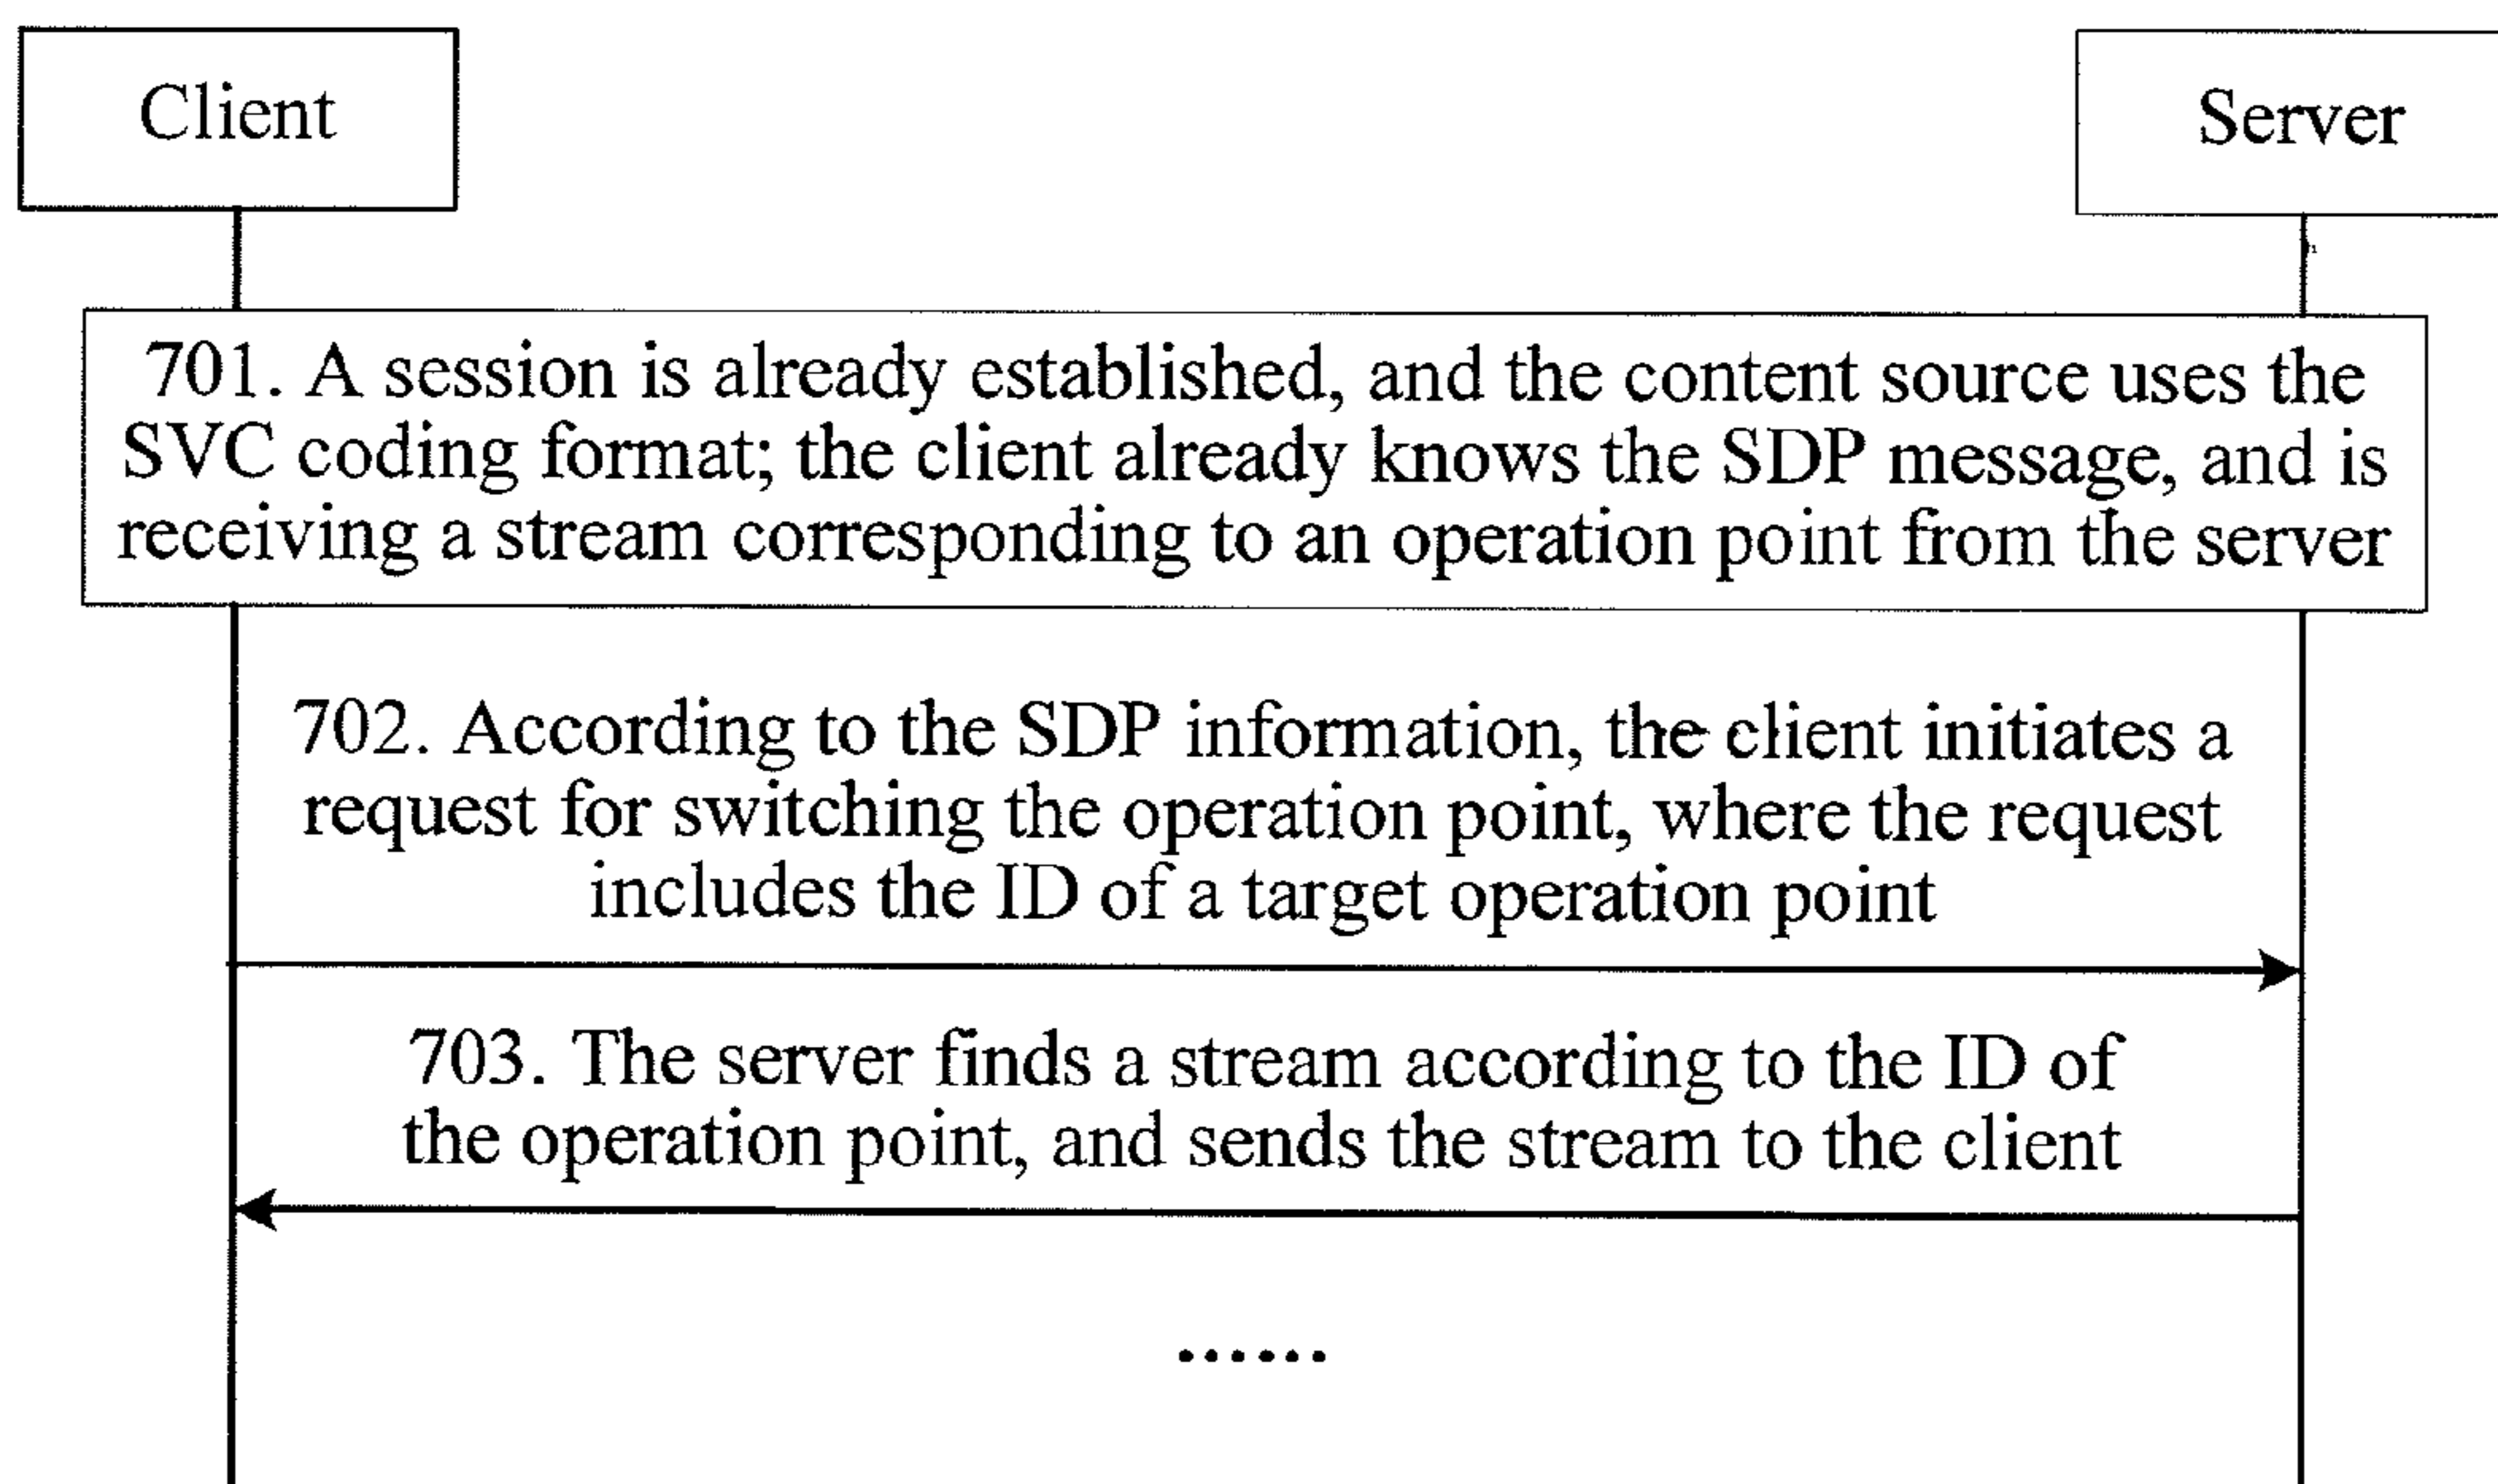 Client
Server
701. A session is already established, and the content source uses the
SVC coding format; the client already knows the SDP message, and is
receiving a stream corresponding to an operation point from the server
702. According to the SDP information, the client initiates a
request for switching the operation point, where the request
includes the ID of a target operation point
703. The server finds a stream according to the ID of
the operation point, and sends the stream to the client
......